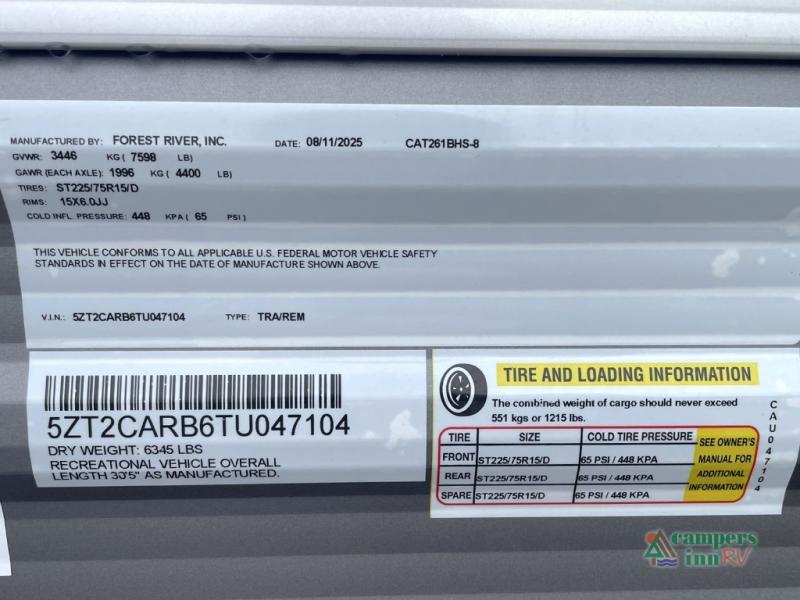 MANUFACTURED BY: FOREST RIVER, INC. DATE: 08/11/2025 CAT261BHS-8
GVWR: 3446 KG ( 7598 LB)
GAWR (EACH AXLE): 1996 KG ( 4400 LB)
TIRES: ST225/75R15/D
RIMS: 15X6.0JJ
COLD INFL. PRESSURE: 448 KPA ( 65 PSI )
THIS VEHICLE CONFORMS TO ALL APPLICABLE U.S. FEDERAL MOTOR VEHICLE SAFETY
STANDARDS IN EFFECT ON THE DATE OF MANUFACTURE SHOWN ABOVE.
V.I.N.: 5ZT2CARB6TU047104 TYPE: TRA/REM
5ZT2CARB6TU047104
DRY WEIGHT: 6345 LBS
RECREATIONAL VEHICLE OVERALL
LENGTH 30'5" AS MANUFACTURED.
TIRE AND LOADING INFORMATION
The combined weight of cargo should never exceed
551 kgs or 1215 lbs.
TIRE SIZE COLD TIRE PRESSURE
FRONT ST225/75R15/D 65 PSI / 448 KPA
REAR ST225/75R15/D 65 PSI / 448 KPA
SPARE ST225/75R15/D 65 PSI / 448 KPA
SEE OWNER'S
MANUAL FOR
ADDITIONAL
INFORMATION
CAU047104
campers
inn RV